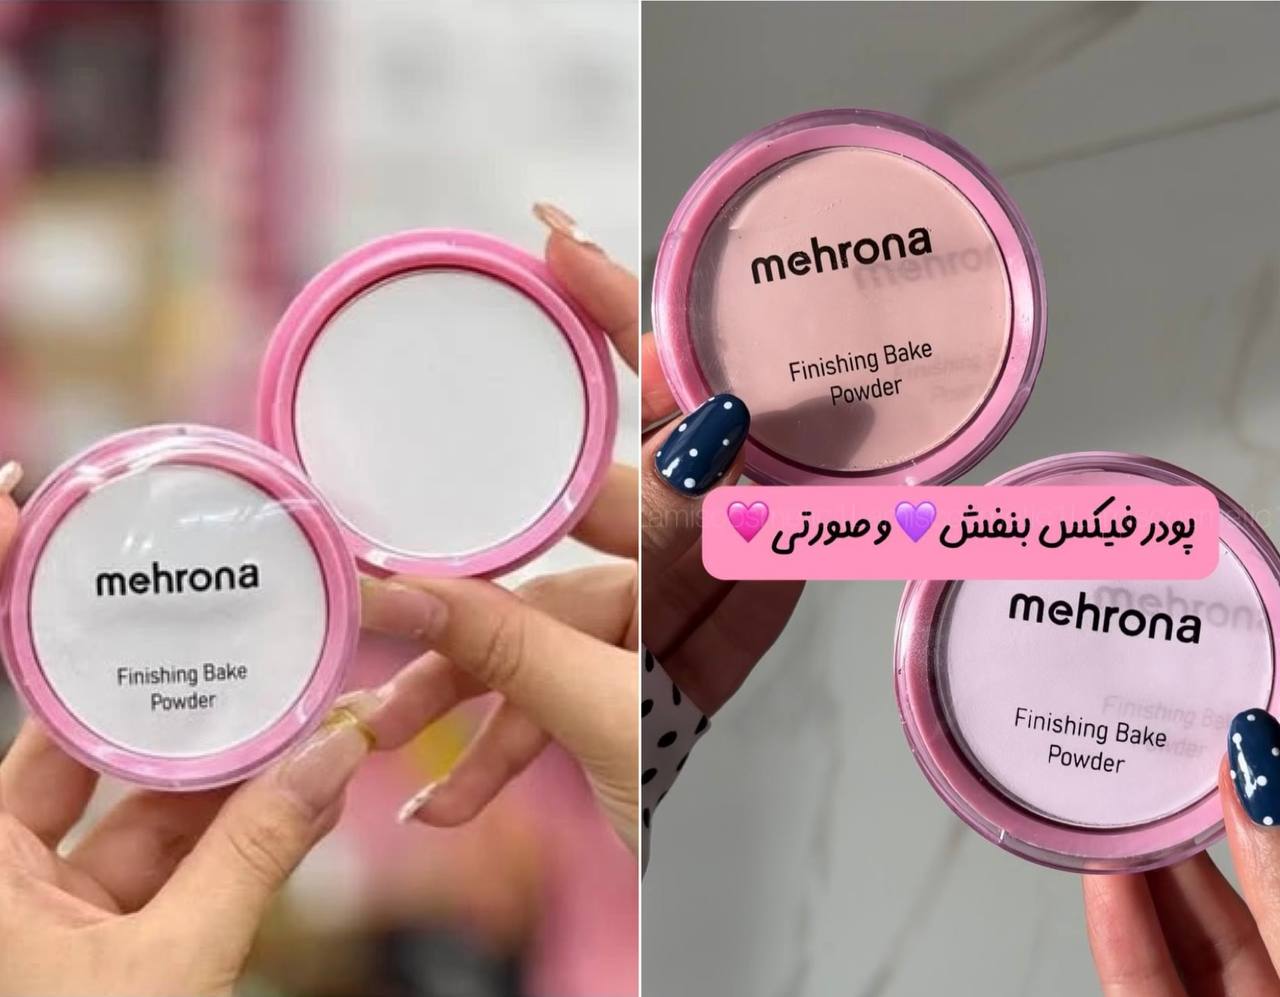 mehrona
Finishing Bake
Powder
mehrona
Finishing Bake
Powder
پودر فیکس بنفش💜 و صورتی💗
mehrona
Finishing Bake
Powder